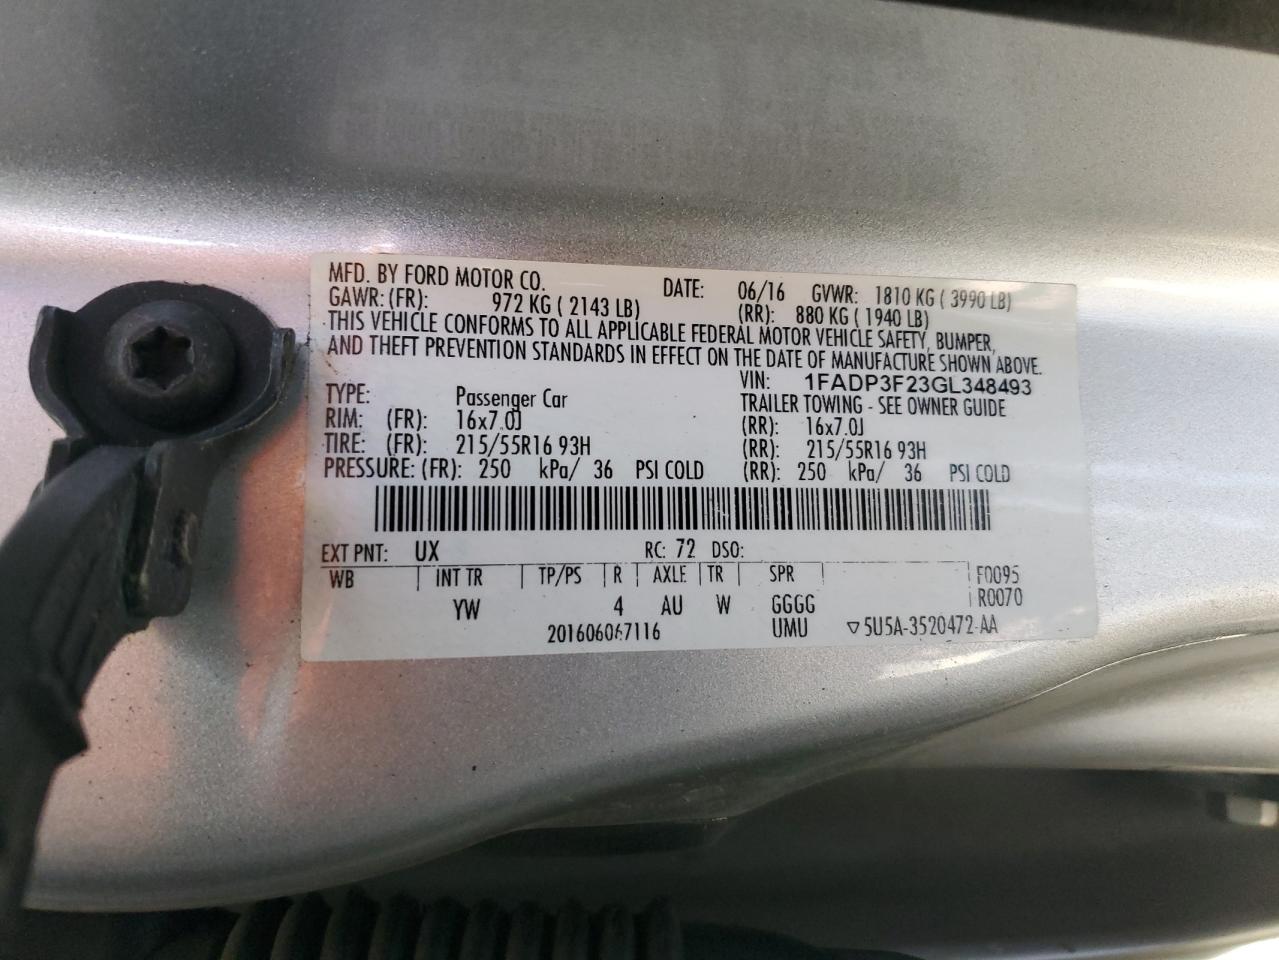 MFD. BY FORD MOTOR CO. DATE: 06/16 GVWR: 1810 KG ( 3990 LB)
GAWR: (FR): 972 KG ( 2143 LB) (RR): 880 KG ( 1940 LB)
THIS VEHICLE CONFORMS TO ALL APPLICABLE FEDERAL MOTOR VEHICLE SAFETY, BUMPER,
AND THEFT PREVENTION STANDARDS IN EFFECT ON THE DATE OF MANUFACTURE SHOWN ABOVE.
VIN: 1FADP3F23GL348493
TYPE: Passenger Car TRAILER TOWING - SEE OWNER GUIDE
RIM: (FR): 16x7.0J (RR): 16x7.0J
TIRE: (FR): 215/55R16 93H (RR): 215/55R16 93H
PRESSURE: (FR): 250 kPa/ 36 PSI COLD (RR): 250 kPa/ 36 PSI COLD
EXT PNT: UX RC: 72 DSO:
WB INT TR TP/PS R AXLE TR SPR F0095
YW 4 AU W GGGG R0070
201606067116 UMU ▽5U5A-3520472-AA